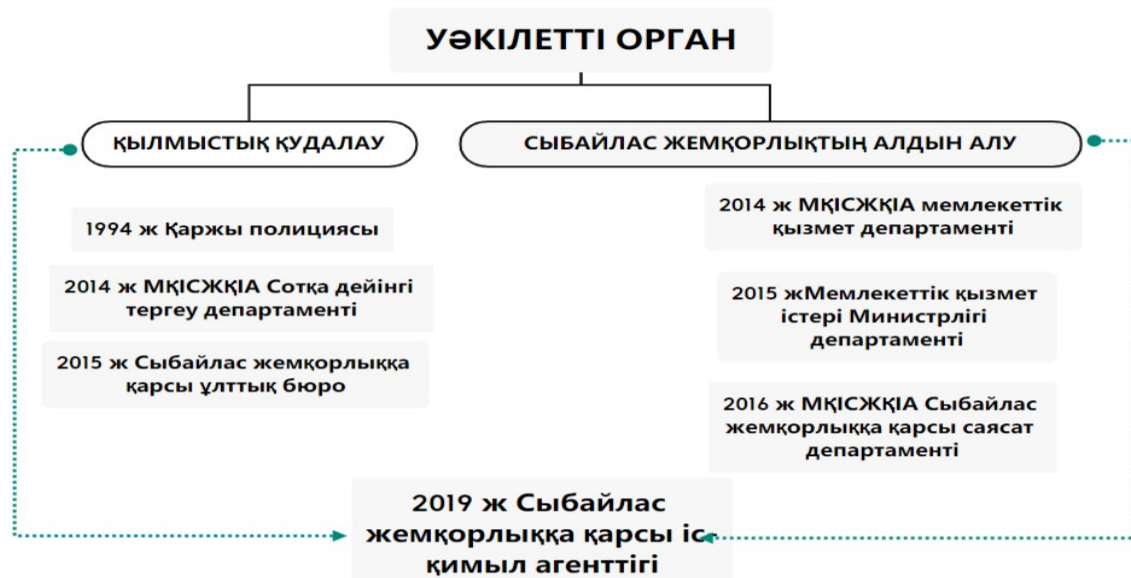 УӘКІЛЕТТІ ОРГАН
ҚЫЛМЫСТЫҚ ҚУДАЛАУ
СЫБАЙЛАС ЖЕМҚОРЛЫҚТЫҢ АЛДЫН АЛУ
1994 ж Қаржы полициясы
2014 ж МҚІСЖҚІА Сотқа дейінгі
тергеу департаменті
2015 ж Сыбайлас жемқорлыққа
қарсы ұлттық бюро
2014 ж МҚІСЖҚІА мемлекеттік
қызмет департаменті
2015 жМемлекеттік қызмет
істері Министрлігі
департаменті
2016 ж МҚІСЖҚІА Сыбайлас
жемқорлыққа қарсы саясат
департаменті
2019 ж Сыбайлас
жемқорлыққа қарсы іс-
қимыл агенттігі